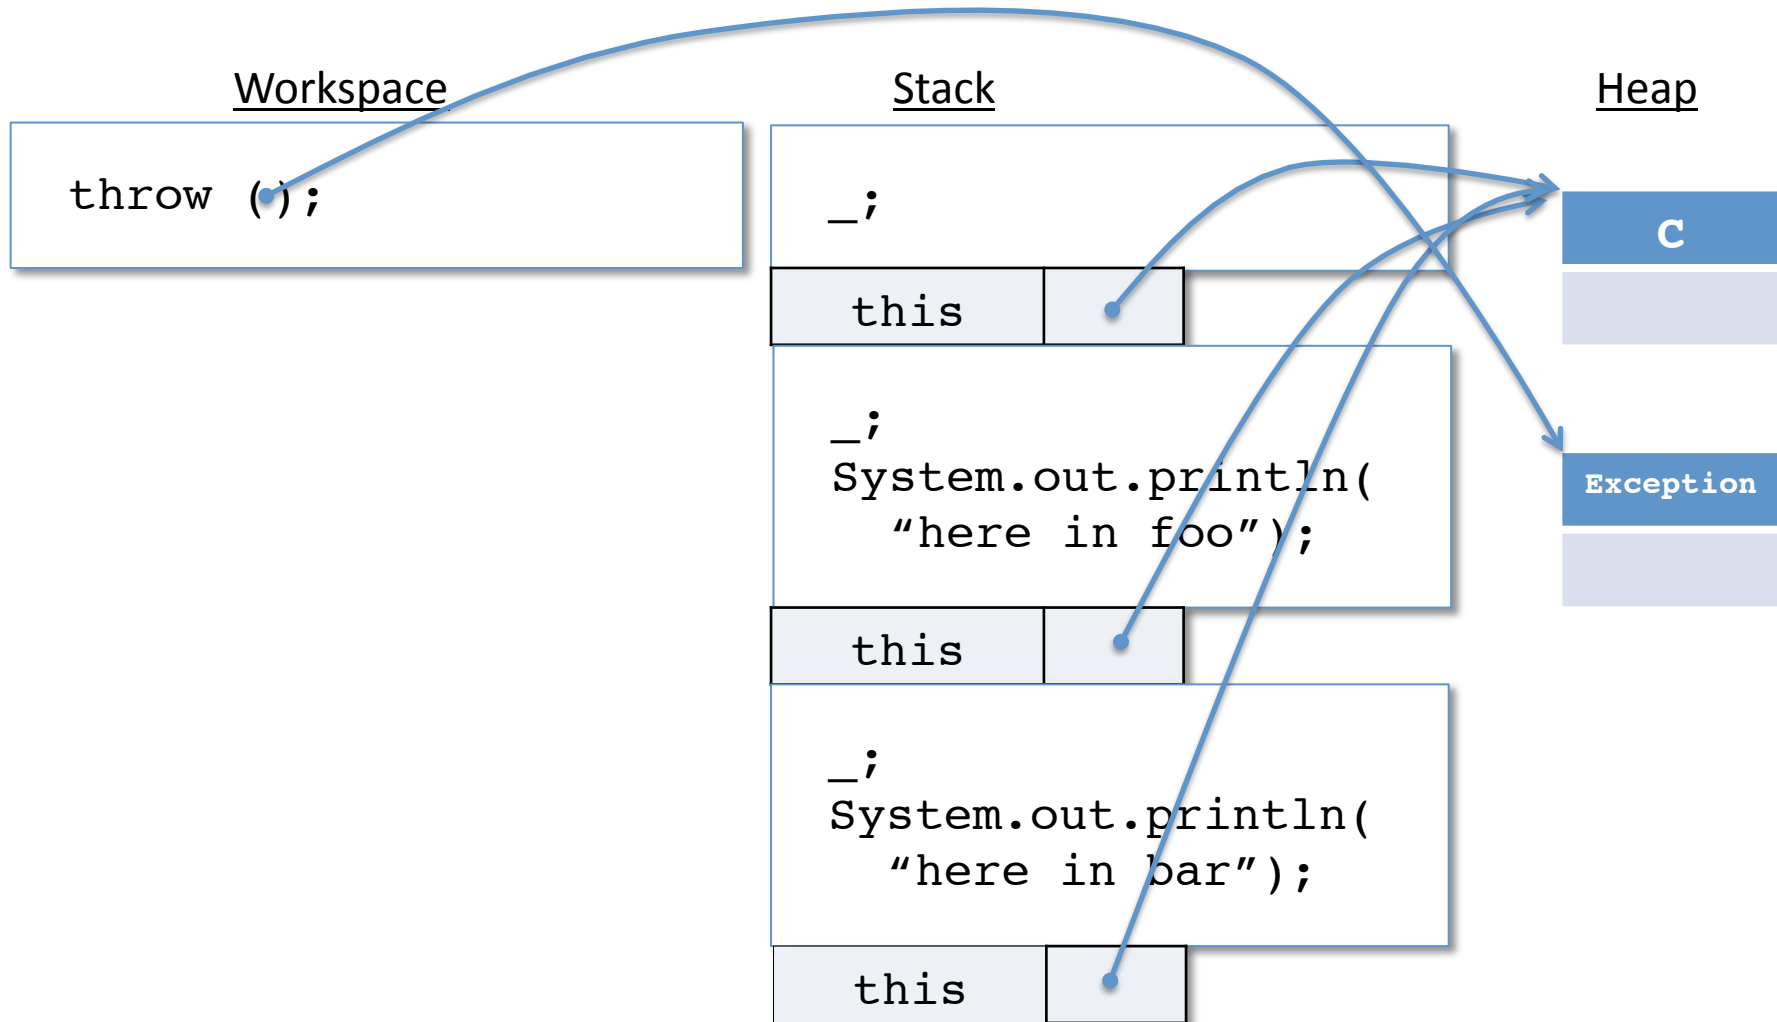 Workspace
Stack
Heap
throw ();
_;
this
_;
System.out.println(
“here in foo”);
this
_;
System.out.println(
“here in bar”);
this
C
Exception